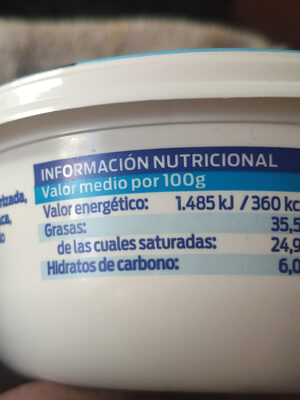 rizada,
INFORMACIÓN NUTRICIONAL
Valor medio por 100g
Valor energético: 1.485 kJ / 360 kc
Grasas: 35,5
de las cuales saturadas: 24,9
Hidratos de carbono: 6,0